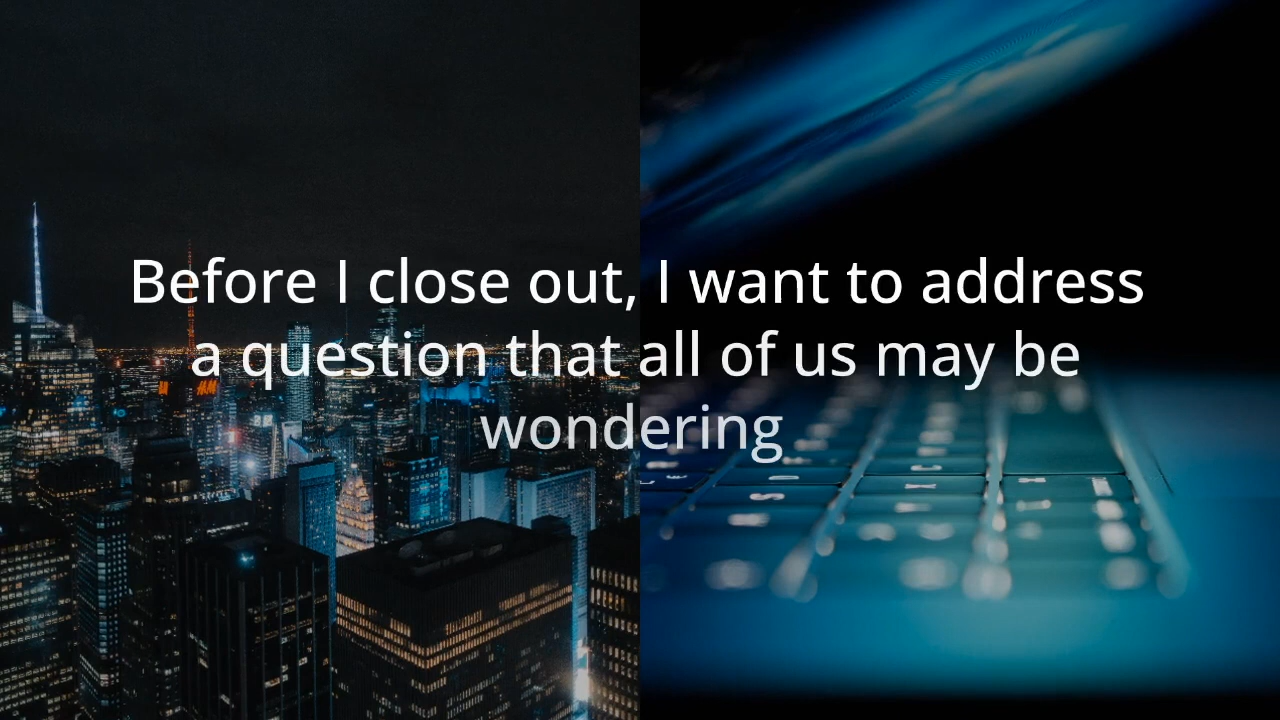 Before I close out, I want to address
a question that all of us may be
wondering
H&M